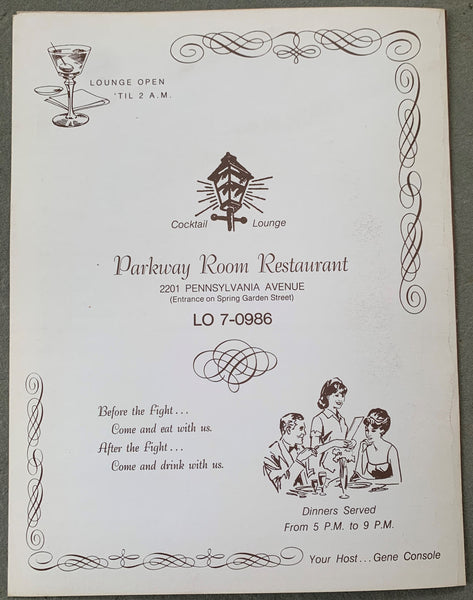 LOUNGE OPEN
'TIL 2 A.M.
Cocktail Lounge
Parkway Room Restaurant
2201 PENNSYLVANIA AVENUE
(Entrance on Spring Garden Street)
LO 7-0986
Before the Fight...
Come and eat with us.
After the Fight...
Come and drink with us.
Dinners Served
From 5 P.M. to 9 P.M.
Your Host...Gene Console